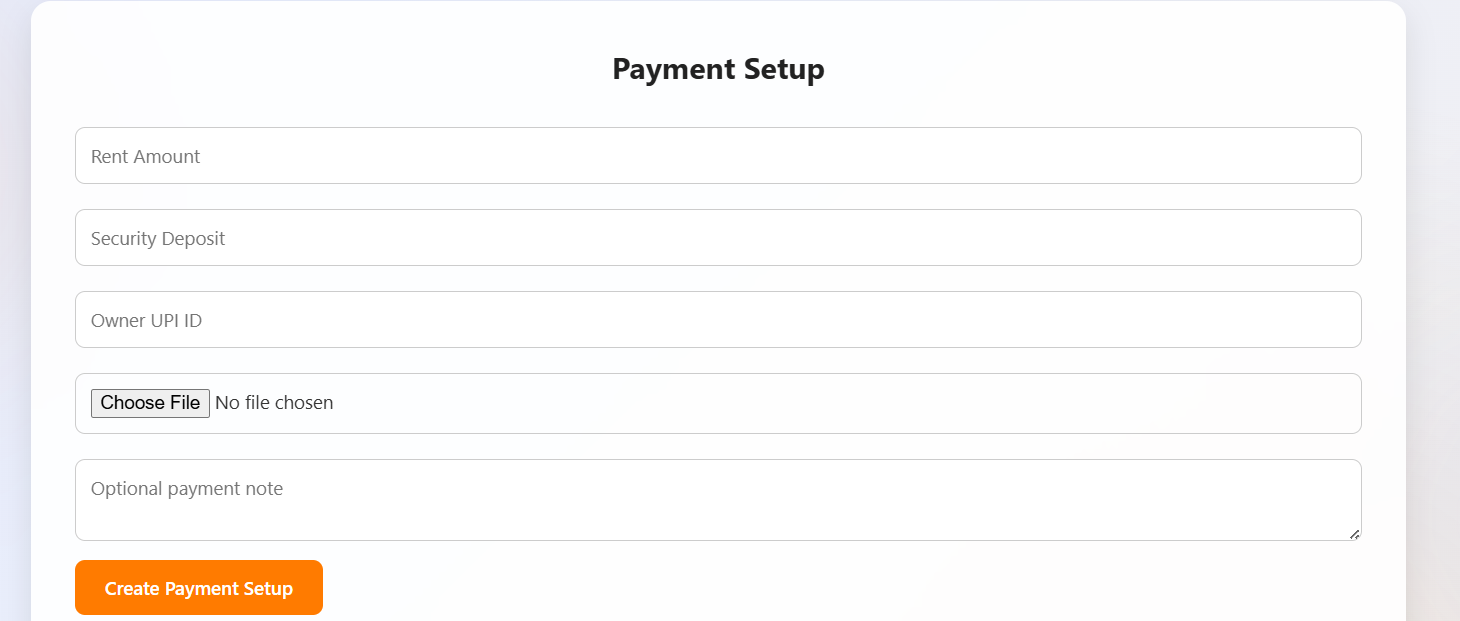 Payment Setup
Rent Amount
Security Deposit
Owner UPI ID
Choose File No file chosen
Optional payment note
Create Payment Setup